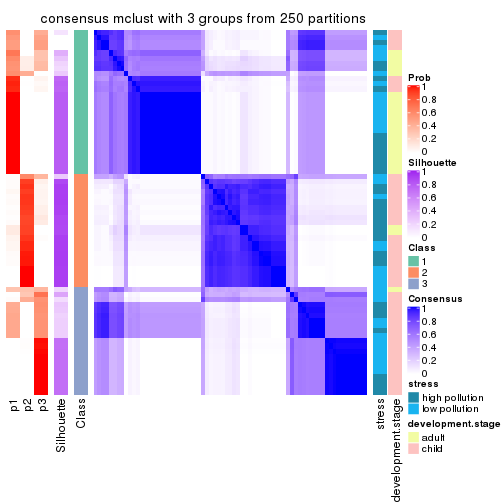 consensus mclust with 3 groups from 250 partitions
Prob
1
0.8
0.6
0.4
0.2
0
Silhouette
1
0.8
0.6
0.4
0.2
0
Class
1
2
3
Consensus
1
0.8
0.6
0.4
0.2
0
stress
high pollution
low pollution
development.stage
adult
child
p1
p2
p3
Silhouette
Class
stress
development.stage